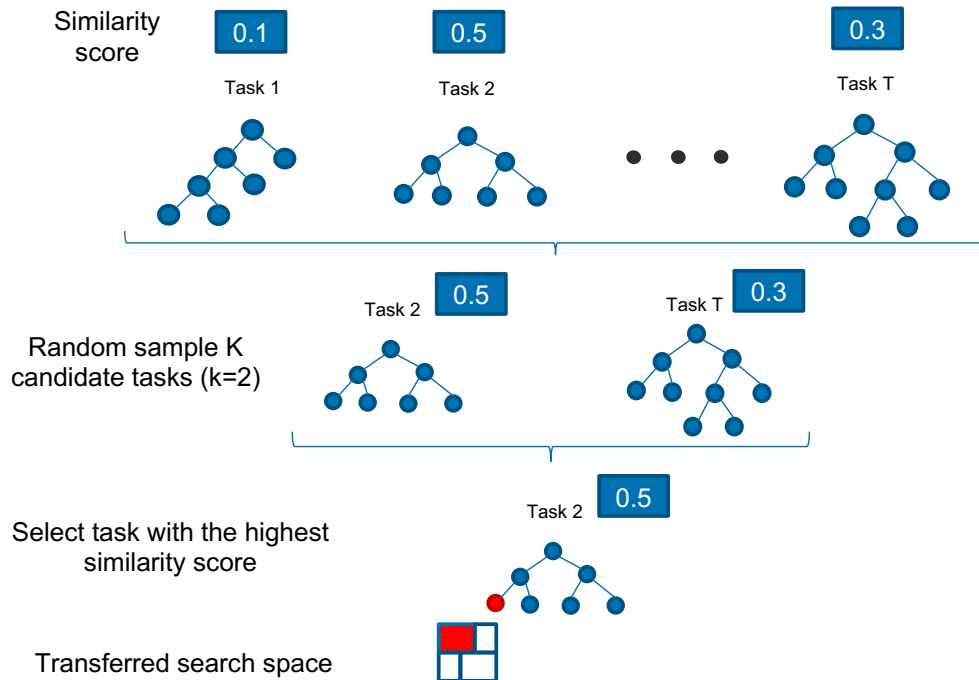 Similarity
score
0.1
0.5
0.3
Task 1
Task 2
Task T
0.5
0.3
Task 2
Task T
Random sample K
candidate tasks (k=2)
0.5
Task 2
Select task with the highest
similarity score
Transferred search space